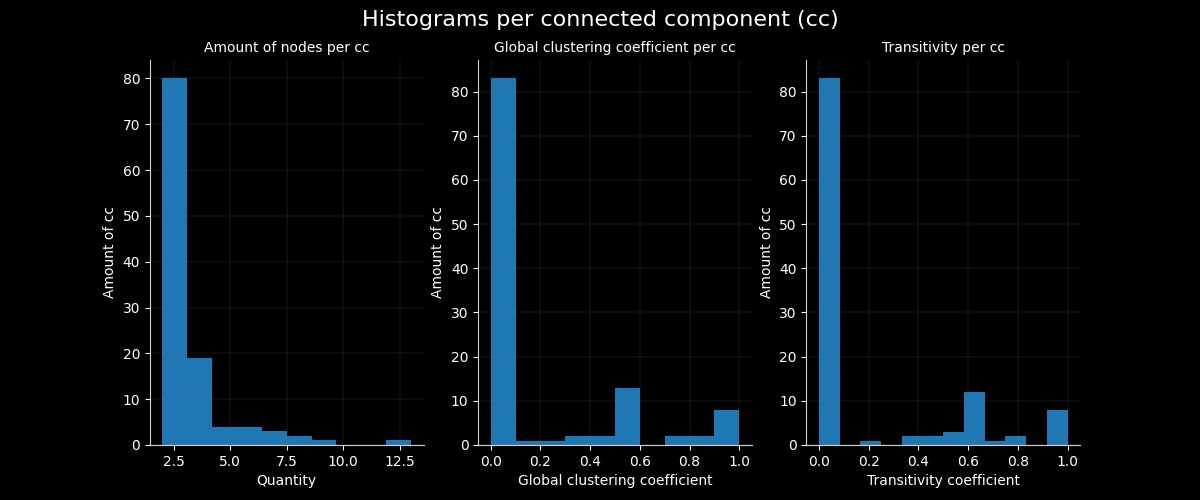 Histograms per connected component (cc)
Amount of nodes per cc
Amount of cc
80
70
60
50
40
30
20
10
0
2.5 5.0 7.5 10.0 12.5
Quantity
Global clustering coefficient per cc
Amount of cc
80
70
60
50
40
30
20
10
0
0.0 0.2 0.4 0.6 0.8 1.0
Global clustering coefficient
Transitivity per cc
Amount of cc
80
70
60
50
40
30
20
10
0
0.0 0.2 0.4 0.6 0.8 1.0
Transitivity coefficient